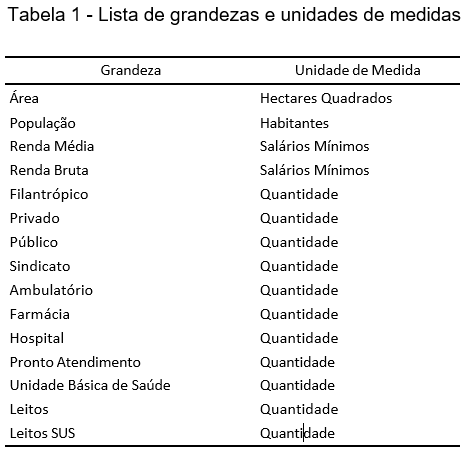 Tabela 1 - Lista de grandezas e unidades de medidas
Grandeza Unidade de Medida
Área Hectares Quadrados
População Habitantes
Renda Média Salários Mínimos
Renda Bruta Salários Mínimos
Filantrópico Quantidade
Privado Quantidade
Público Quantidade
Sindicato Quantidade
Ambulatório Quantidade
Farmácia Quantidade
Hospital Quantidade
Pronto Atendimento Quantidade
Unidade Básica de Saúde Quantidade
Leitos Quantidade
Leitos SUS Quantidade